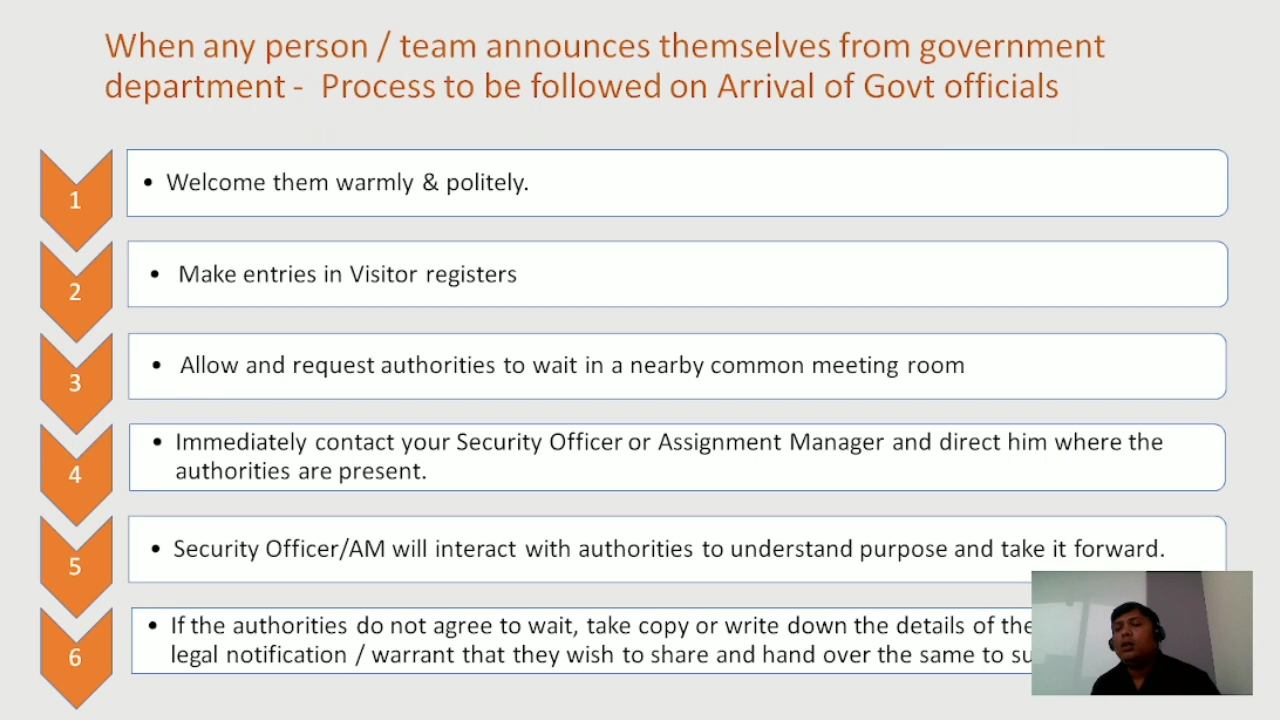 When any person / team announces themselves from government
department -  Process to be followed on Arrival of Govt officials
1
• Welcome them warmly & politely.
2
• Make entries in Visitor registers
3
• Allow and request authorities to wait in a nearby common meeting room
4
• Immediately contact your Security Officer or Assignment Manager and direct him where the
authorities are present.
5
• Security Officer/AM will interact with authorities to understand purpose and take it forward.
6
• If the authorities do not agree to wait, take copy or write down the details of the
legal notification / warrant that they wish to share and hand over the same to